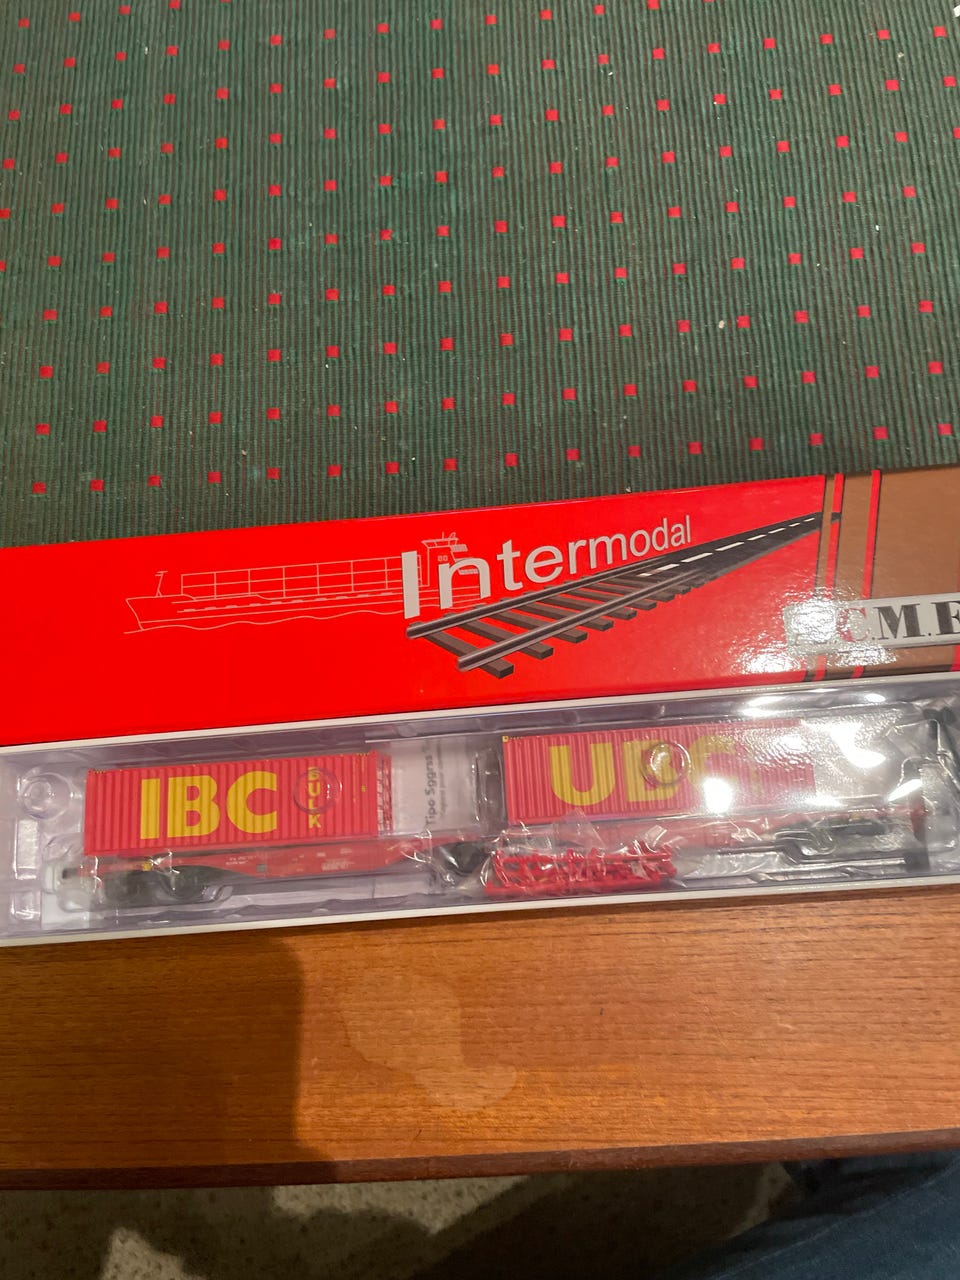 Intermodal
.C.M.E
IBC
BULK
UBC
Tipo Sggrss